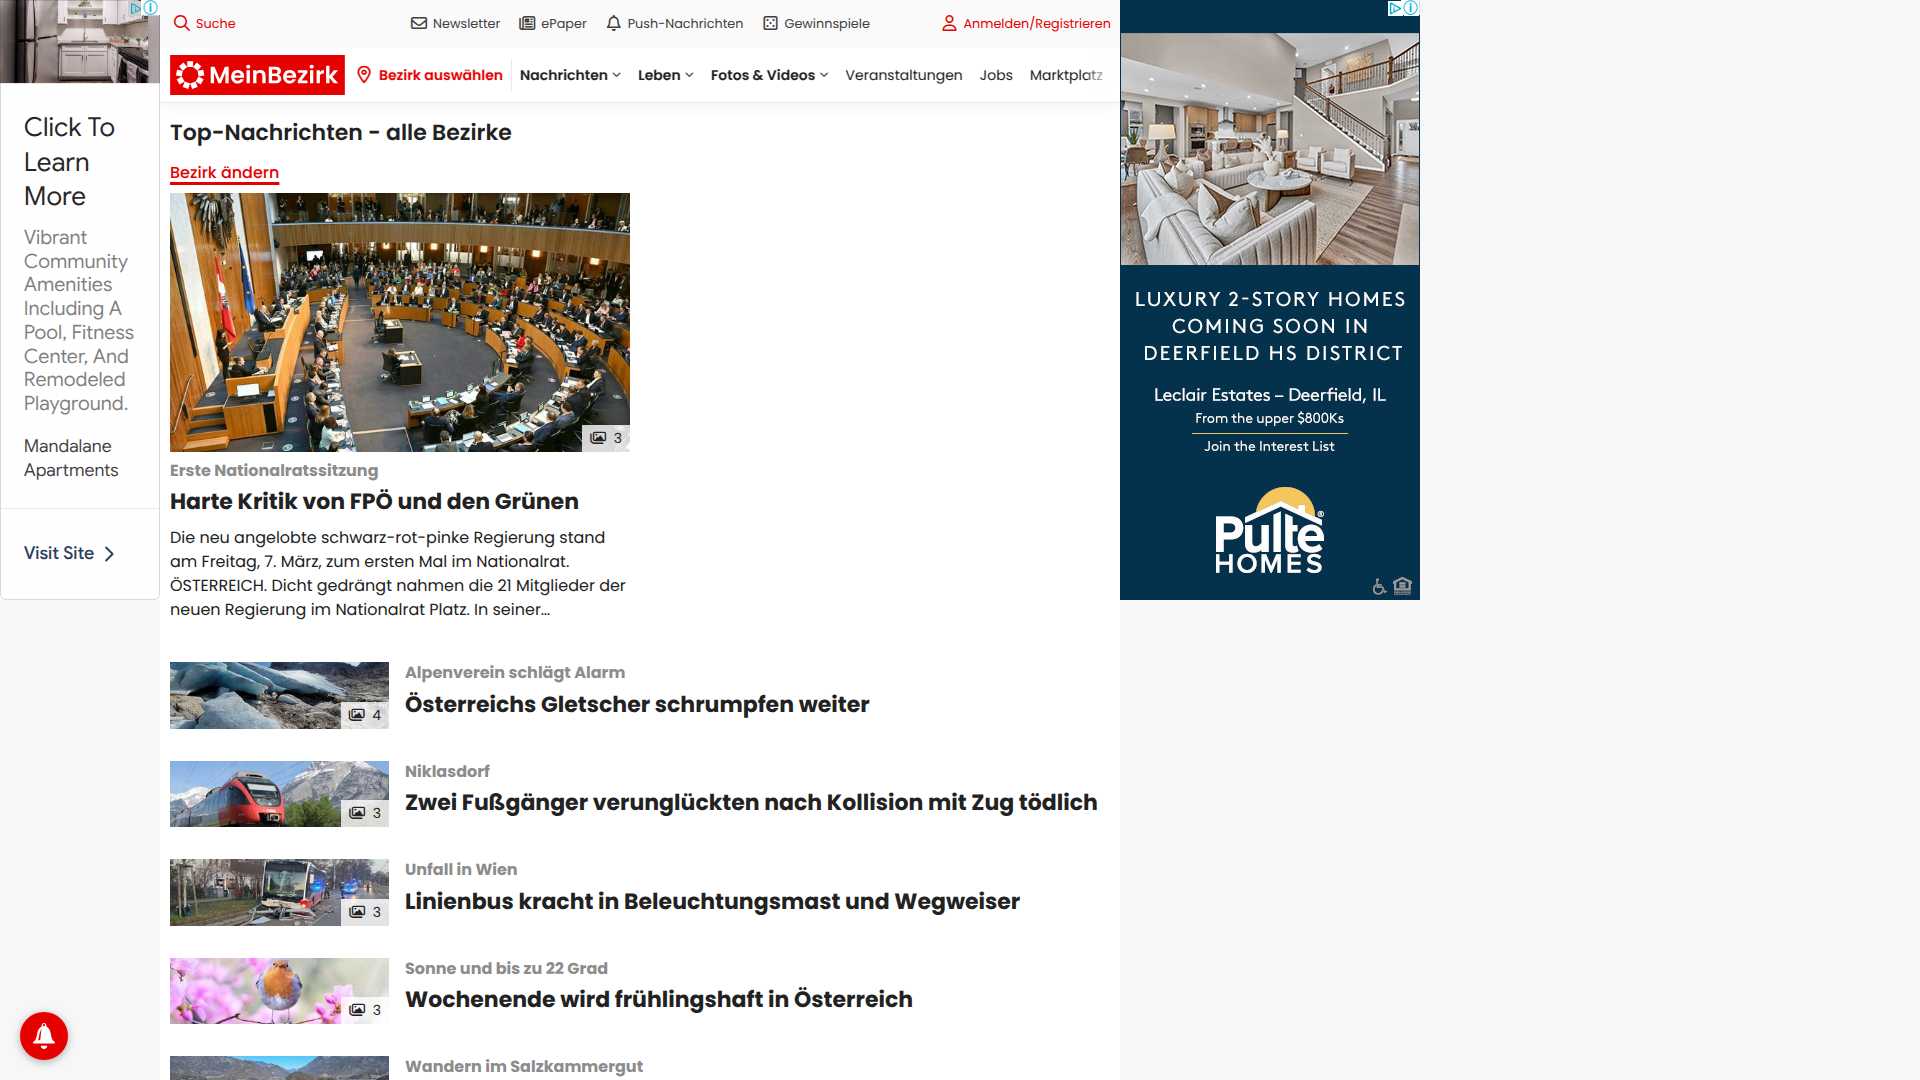 Suche
Newsletter
ePaper
Push-Nachrichten
Gewinnspiele
Anmelden/Registrieren
MeinBezirk
Bezirk auswählen
Nachrichten
Leben
Fotos & Videos
Veranstaltungen
Jobs
Marktplatz
Top-Nachrichten - alle Bezirke
Bezirk ändern
3
Erste Nationalratssitzung
Harte Kritik von FPÖ und den Grünen
Die neu angelobte schwarz-rot-pinke Regierung stand
am Freitag, 7. März, zum ersten Mal im Nationalrat.
ÖSTERREICH. Dicht gedrängt nahmen die 21 Mitglieder der
neuen Regierung im Nationalrat Platz. In seiner...
4
Alpenverein schlägt Alarm
Österreichs Gletscher schrumpfen weiter
3
Niklasdorf
Zwei Fußgänger verunglückten nach Kollision mit Zug tödlich
3
Unfall in Wien
Linienbus kracht in Beleuchtungsmast und Wegweiser
3
Sonne und bis zu 22 Grad
Wochenende wird frühlingshaft in Österreich
Wandern im Salzkammergut
Click To
Learn
More
Vibrant
Community
Amenities
Including A
Pool, Fitness
Center, And
Remodeled
Playground.
Mandalane
Apartments
Visit Site
LUXURY 2-STORY HOMES
COMING SOON IN
DEERFIELD HS DISTRICT
Leclair Estates – Deerfield, IL
From the upper $800Ks
Join the Interest List
Pulte®
HOMES